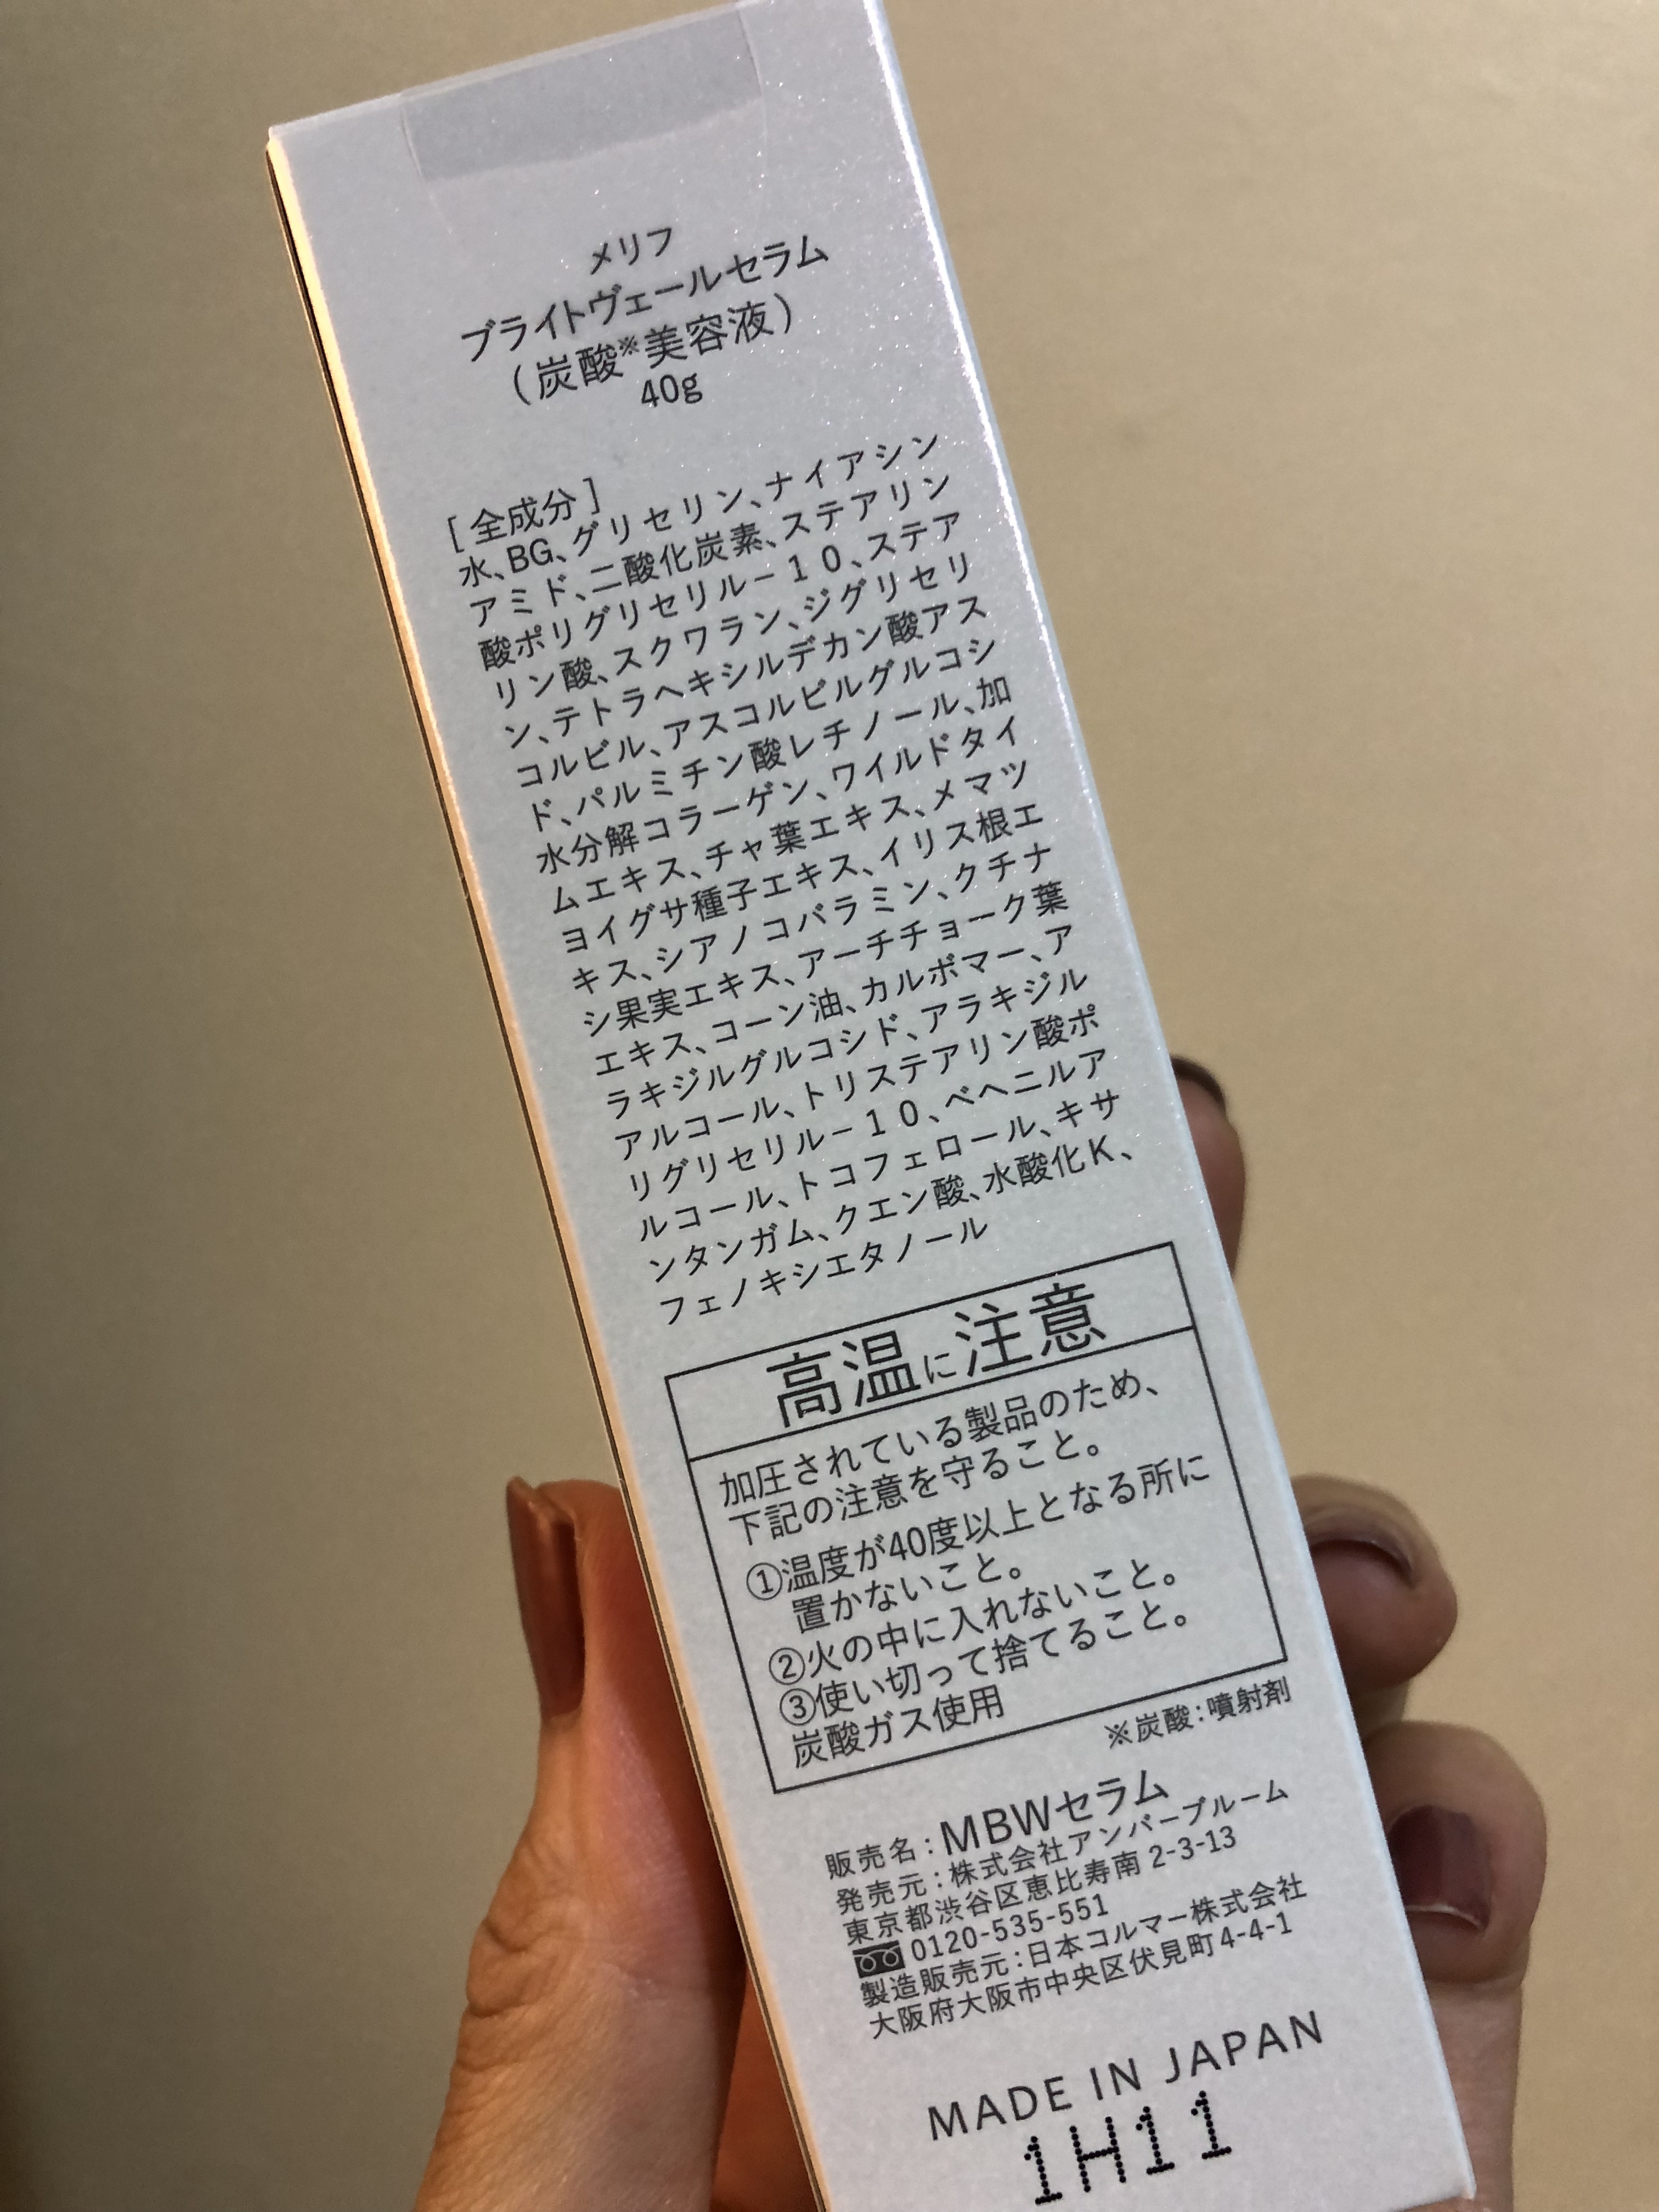 メリフ
ブライトヴェールセラム
（炭酸※美容液）
40g
[ 全成分 ]
水、BG、グリセリン、ナイアシン
アミド、二酸化炭素、ステアリン
酸ポリグリセリル－１０、ステア
リン酸、スクワラン、ジグリセリ
ン、テトラヘキシルデカン酸アス
コルビル、アスコルビルグルコシ
ド、パルミチン酸レチノール、加
水分解コラーゲン、ワイルドタイ
ムエキス、チャ葉エキス、メマツ
ヨイグサ種子エキス、イリス根エ
キス、シアノコバラミン、クチナ
シ果実エキス、アーチチョーク葉
エキス、コーン油、カルボマー、ア
ラキジルグルコシド、アラキジル
アルコール、トリステアリン酸ポ
リグリセリル－１０、ベヘニルア
ルコール、トコフェロール、キサ
ンタンガム、クエン酸、水酸化Ｋ、
フェノキシエタノール
高温に注意
加圧されている製品のため、
下記の注意を守ること。
①温度が40度以上となる所に
置かないこと。
②火の中に入れないこと。
③使い切って捨てること。
炭酸ガス使用
※炭酸：噴射剤
販売名：MBWセラム
発売元：株式会社アンバーブルーム
東京都渋谷区恵比寿南 2-3-13
0120-535-551
製造販売元：日本コルマー株式会社
大阪府大阪市中央区伏見町4-4-1
MADE IN JAPAN
1H11